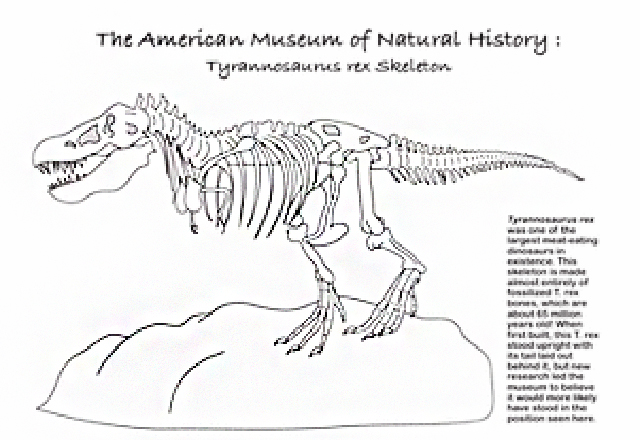 The American Museum of Natural History :
Tyrannosaurus rex Skeleton
Tyrannosaurus rex
was one of the
largest meat-eating
dinosaurs in
existence. This
skeleton is made
almost entirely of
fossilized T. rex
bones, which are
about 65 million
years old! When
first built, this T. rex
stood upright with
its tail laid out
behind it, but new
research led the
museum to believe
it would more likely
have stood in the
position seen here.